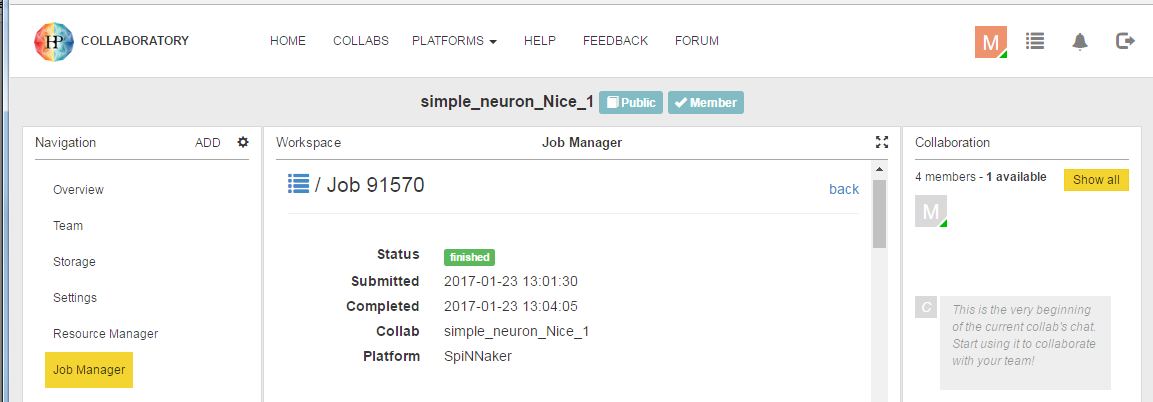 HP COLLABORATORY HOME COLLABS PLATFORMS HELP FEEDBACK FORUM M
simple_neuron_Nice_1 Public Member
Navigation ADD
Overview
Team
Storage
Settings
Resource Manager
Job Manager
Workspace Job Manager
/ Job 91570 back
Status finished
Submitted 2017-01-23 13:01:30
Completed 2017-01-23 13:04:05
Collab simple_neuron_Nice_1
Platform SpiNNaker
Collaboration
4 members - 1 available Show all
M
C This is the very beginning
of the current collab's chat.
Start using it to collaborate
with your team!